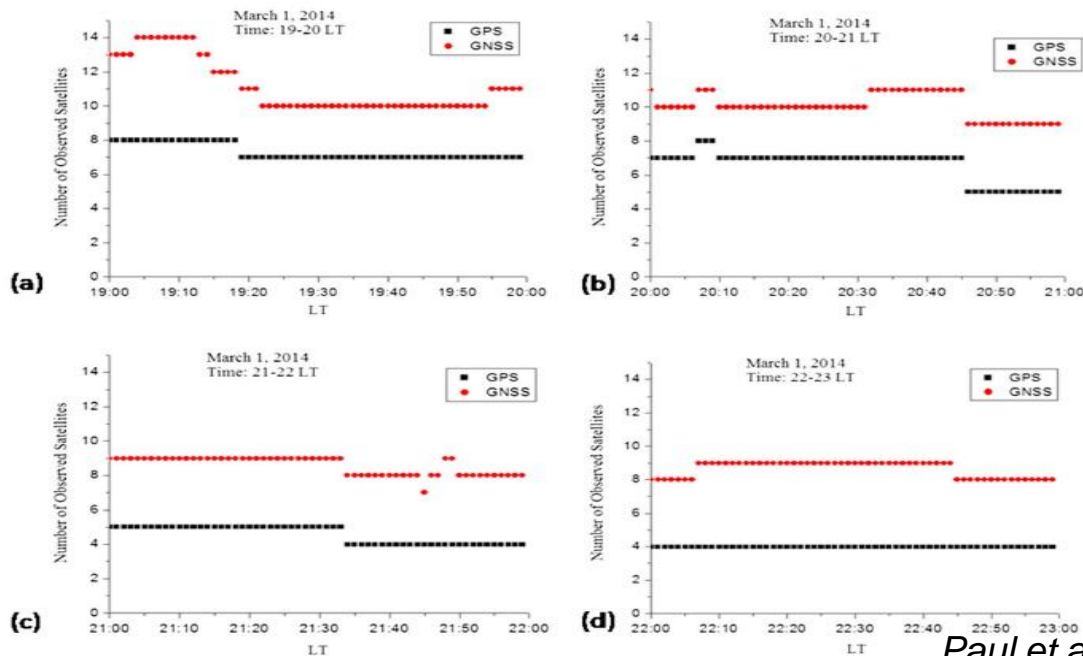 March 1, 2014
Time: 19-20 LT
GPS
GNSS
Number of Observed Satellites
14
12
10
8
6
4
2
0
19:00 19:10 19:20 19:30 19:40 19:50 20:00
LT
(a)
March 1, 2014
Time: 20-21 LT
GPS
GNSS
Number of Observed Satellites
14
12
10
8
6
4
2
0
20:00 20:10 20:20 20:30 20:40 20:50 21:00
LT
(b)
March 1, 2014
Time: 21-22 LT
GPS
GNSS
Number of Observed Satellites
14
12
10
8
6
4
2
0
21:00 21:10 21:20 21:30 21:40 21:50 22:00
LT
(c)
March 1, 2014
Time: 22-23 LT
GPS
GNSS
Number of Observed Satellites
14
12
10
8
6
4
2
0
22:00 22:10 22:20 22:30 22:40 22:50 23:00
LT
(d)
Paul et a